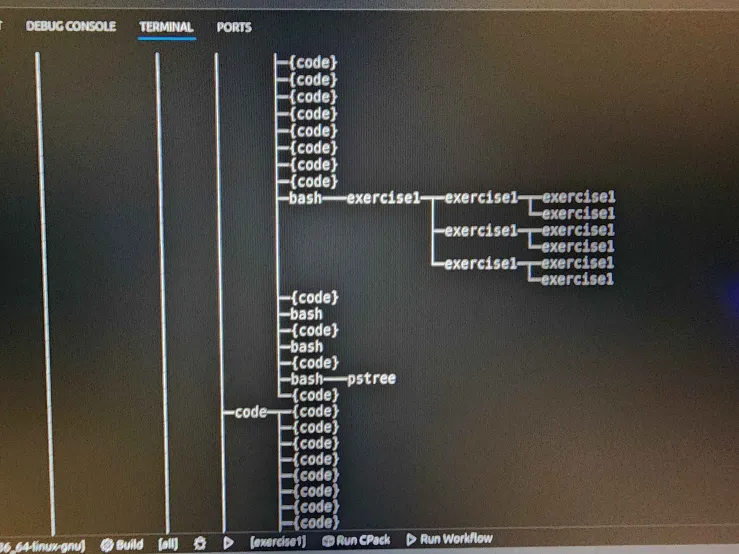 DEBUG CONSOLE TERMINAL PORTS
{code}
{code}
{code}
{code}
{code}
{code}
{code}
{code}
bash exercise1 exercise1 exercise1
exercise1
exercise1 exercise1
exercise1
exercise1 exercise1
exercise1
{code}
bash
{code}
bash
{code}
bash pstree
{code}
code {code}
{code}
{code}
{code}
{code}
{code}
{code}
{code}
86_64-linux-gnu] Build [all] [exercise1] Run CPack Run Workflow